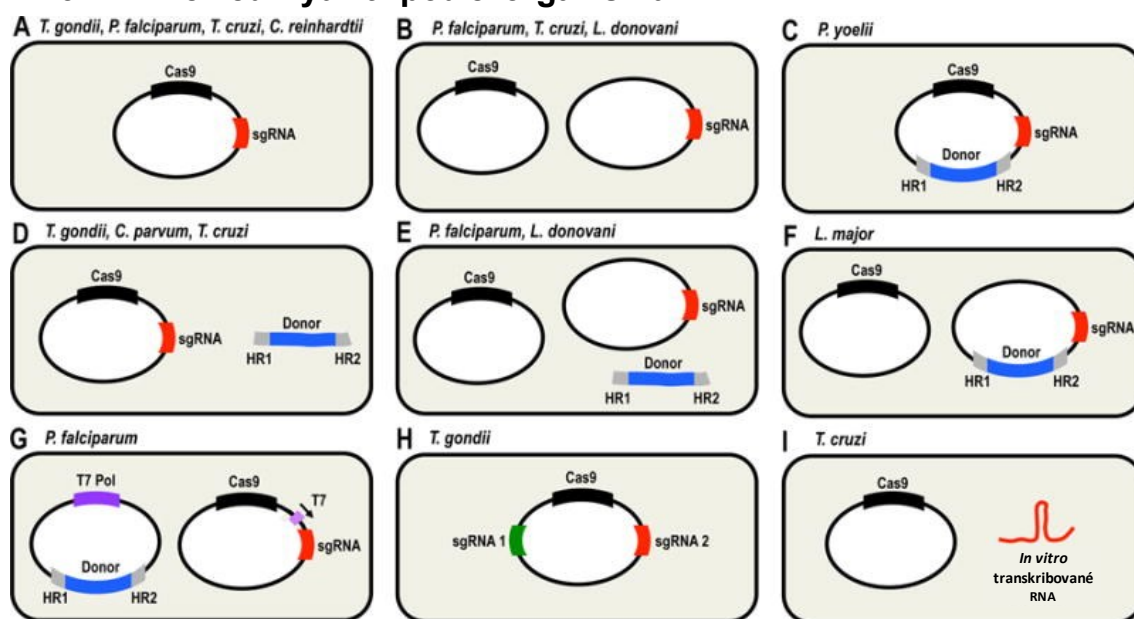 A T. gondii, P. falciparum, T. cruzi, C. reinhardtii
Cas9
sgRNA
B P. falciparum, T. cruzi, L. donovani
Cas9
sgRNA
C P. yoelii
Cas9
sgRNA
Donor
HR1 HR2
D T. gondii, C. parvum, T. cruzi
Cas9
sgRNA
Donor
HR1 HR2
E P. falciparum, L. donovani
Cas9
sgRNA
Donor
HR1 HR2
F L. major
Cas9
sgRNA
Donor
HR1 HR2
G P. falciparum
T7 Pol
Donor
HR1 HR2
Cas9
T7
sgRNA
H T. gondii
Cas9
sgRNA 1
sgRNA 2
I T. cruzi
Cas9
In vitro
transkribované
RNA